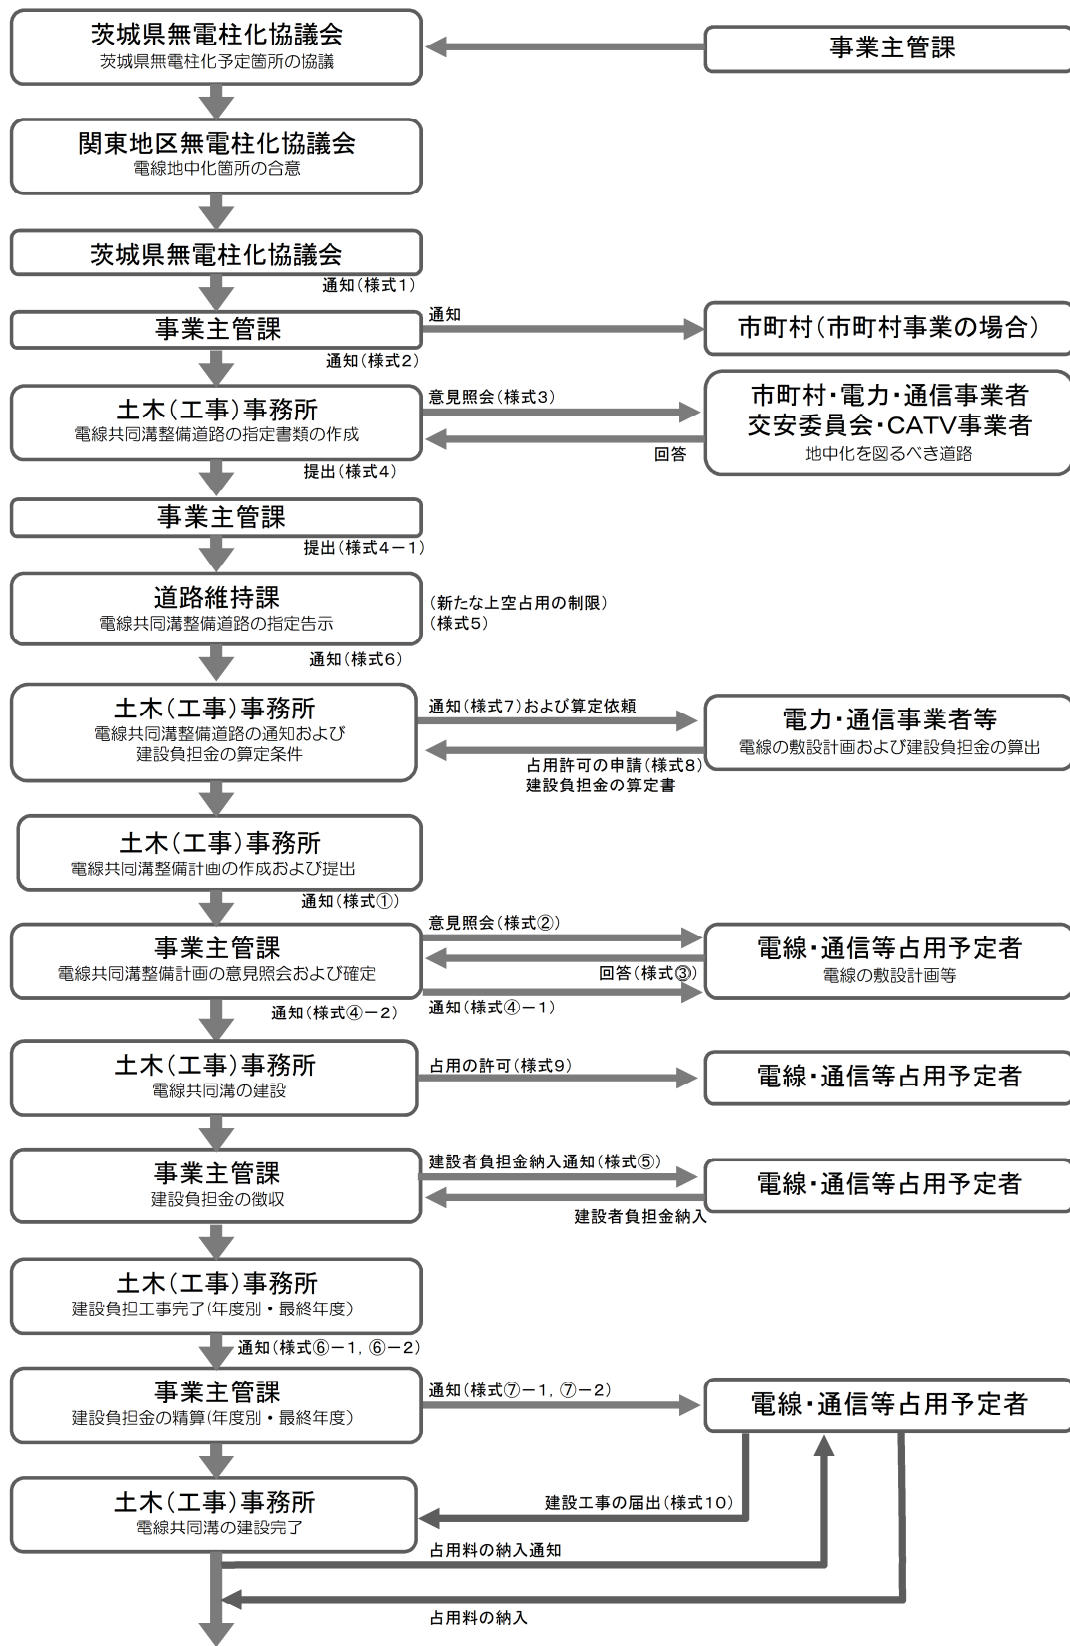 茨城県無電柱化協議会
茨城県無電柱化予定箇所の協議
事業主管課
関東地区無電柱化協議会
電線地中化箇所の合意
茨城県無電柱化協議会
通知(様式1)
事業主管課
通知
市町村(市町村事業の場合)
通知(様式2)
土木(工事)事務所
電線共同溝整備道路の指定書類の作成
意見照会(様式3)
回答
市町村・電力・通信事業者
交安委員会・CATV事業者
地中化を図るべき道路
提出(様式4)
事業主管課
提出(様式4－1)
道路維持課
電線共同溝整備道路の指定告示
(新たな上空占用の制限)
(様式5)
通知(様式6)
土木(工事)事務所
電線共同溝整備道路の通知および
建設負担金の算定条件
通知(様式7)および算定依頼
占用許可の申請(様式8)
建設負担金の算定書
電力・通信事業者等
電線の敷設計画および建設負担金の算出
土木(工事)事務所
電線共同溝整備計画の作成および提出
通知(様式①)
事業主管課
電線共同溝整備計画の意見照会および確定
意見照会(様式②)
回答(様式③)
通知(様式④－1)
電線・通信等占用予定者
電線の敷設計画等
通知(様式④－2)
土木(工事)事務所
電線共同溝の建設
占用の許可(様式9)
電線・通信等占用予定者
事業主管課
建設負担金の徴収
建設者負担金納入通知(様式⑤)
建設者負担金納入
電線・通信等占用予定者
土木(工事)事務所
建設負担工事完了(年度別・最終年度)
通知(様式⑥－1, ⑥－2)
事業主管課
建設負担金の精算(年度別・最終年度)
通知(様式⑦－1, ⑦－2)
電線・通信等占用予定者
土木(工事)事務所
電線共同溝の建設完了
建設工事の届出(様式10)
占用料の納入通知
占用料の納入